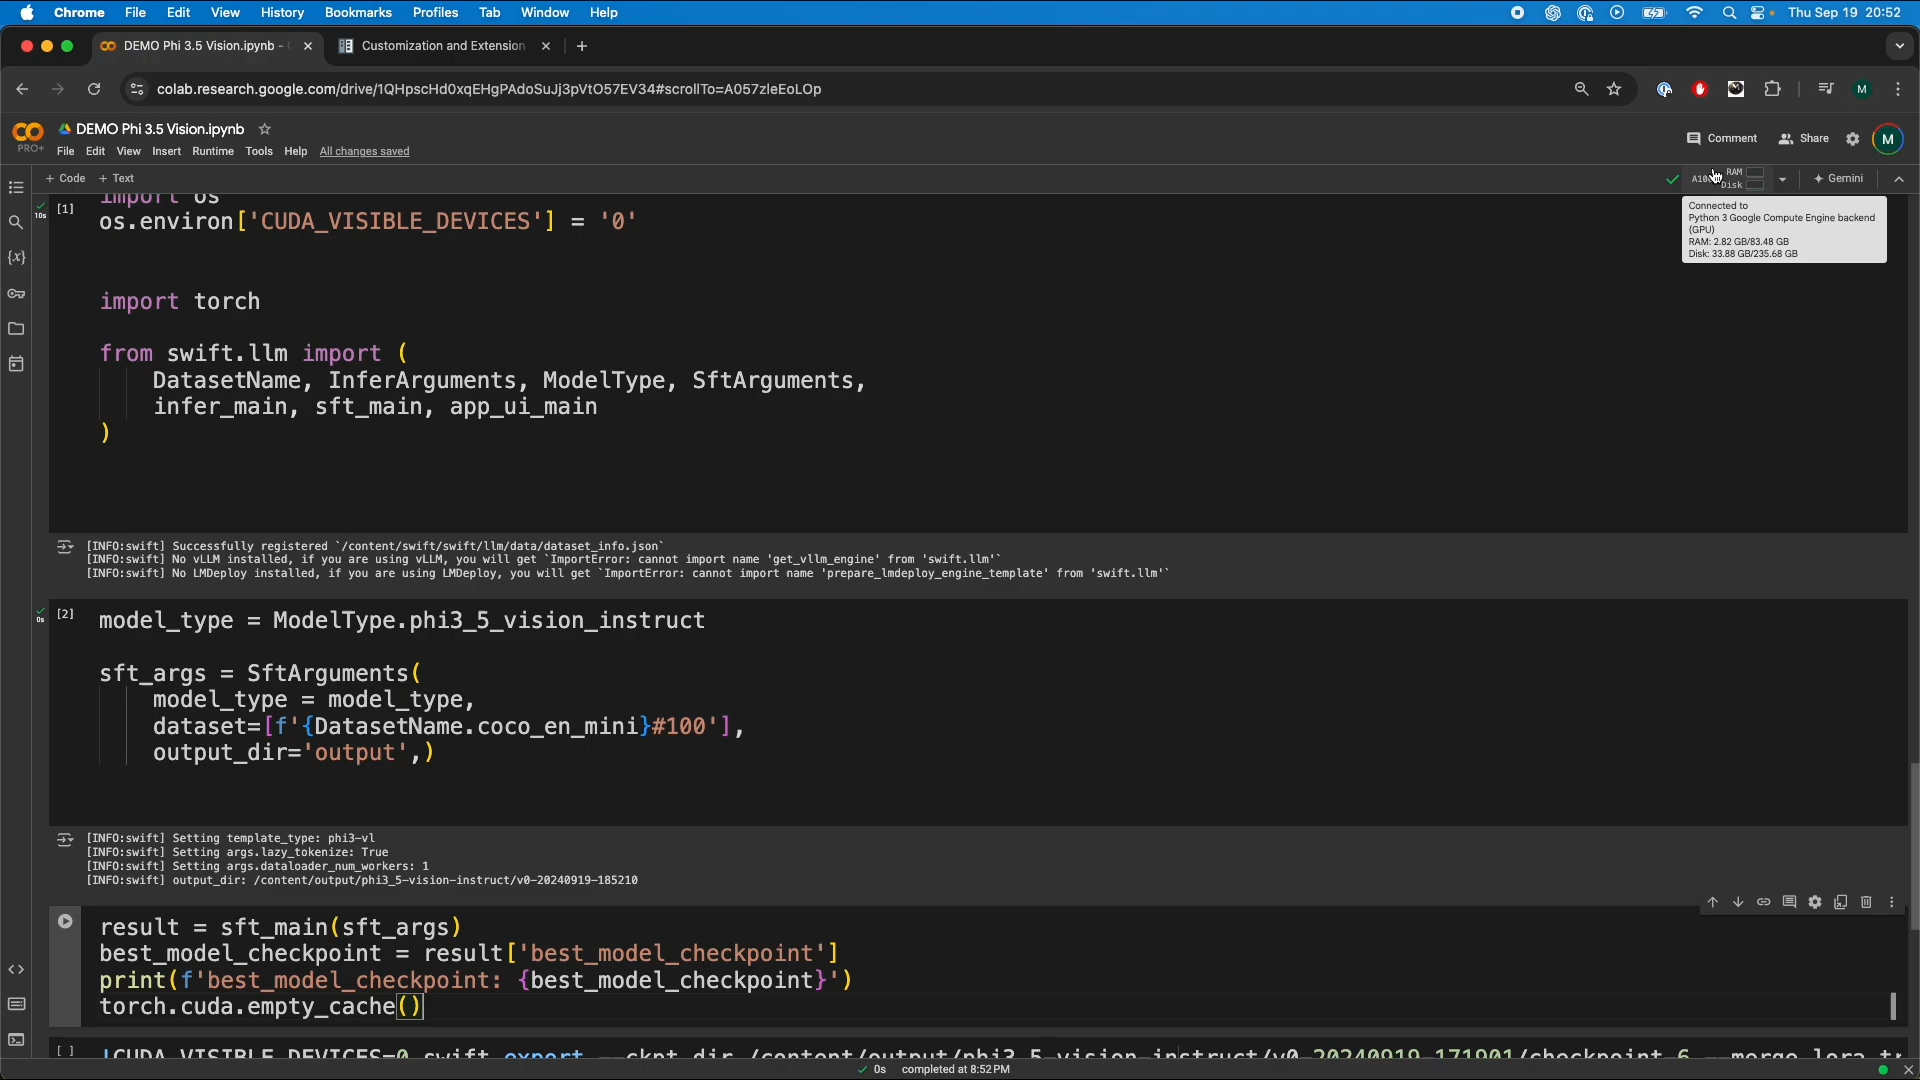 Chrome File Edit View History Bookmarks Profiles Tab Window Help Thu Sep 19 20:52
DEMO Phi 3.5 Vision.ipynb - Customization and Extension
colab.research.google.com/drive/1QHpscHd0xqEHgPAdoSuJj3pVtO57EV34#scrollTo=A057zleEoLOp M
DEMO Phi 3.5 Vision.ipynb
PRO+ File Edit View Insert Runtime Tools Help All changes saved
Comment Share M
+ Code + Text
RAM
Disk
Gemini
Connected to
Python 3 Google Compute Engine backend
(GPU)
RAM: 2.82 GB/83.48 GB
Disk: 33.88 GB/235.68 GB
10s [1] import os
os.environ['CUDA_VISIBLE_DEVICES'] = '0'
import torch
from swift.llm import (
DatasetName, InferArguments, ModelType, SftArguments,
infer_main, sft_main, app_ui_main
)
[INFO:swift] Successfully registered `/content/swift/swift/llm/data/dataset_info.json`
[INFO:swift] No vLLM installed, if you are using vLLM, you will get `ImportError: cannot import name 'get_vllm_engine' from 'swift.llm'`
[INFO:swift] No LMDeploy installed, if you are using LMDeploy, you will get `ImportError: cannot import name 'prepare_lmdeploy_engine_template' from 'swift.llm'`
0s [2] model_type = ModelType.phi3_5_vision_instruct
sft_args = SftArguments(
model_type = model_type,
dataset=[f'{DatasetName.coco_en_mini}#100'],
output_dir='output',)
[INFO:swift] Setting template_type: phi3-vl
[INFO:swift] Setting args.lazy_tokenize: True
[INFO:swift] Setting args.dataloader_num_workers: 1
[INFO:swift] output_dir: /content/output/phi3_5-vision-instruct/v0-20240919-185210
result = sft_main(sft_args)
best_model_checkpoint = result['best_model_checkpoint']
print(f'best_model_checkpoint: {best_model_checkpoint}')
torch.cuda.empty_cache()
[ ] !CUDA_VISIBLE_DEVICES=0 swift export --ckpt_dir /content/output/phi3_5-vision-instruct/v0-20240919-171901/checkpoint-6 --merge_lora
0s completed at 8:52 PM